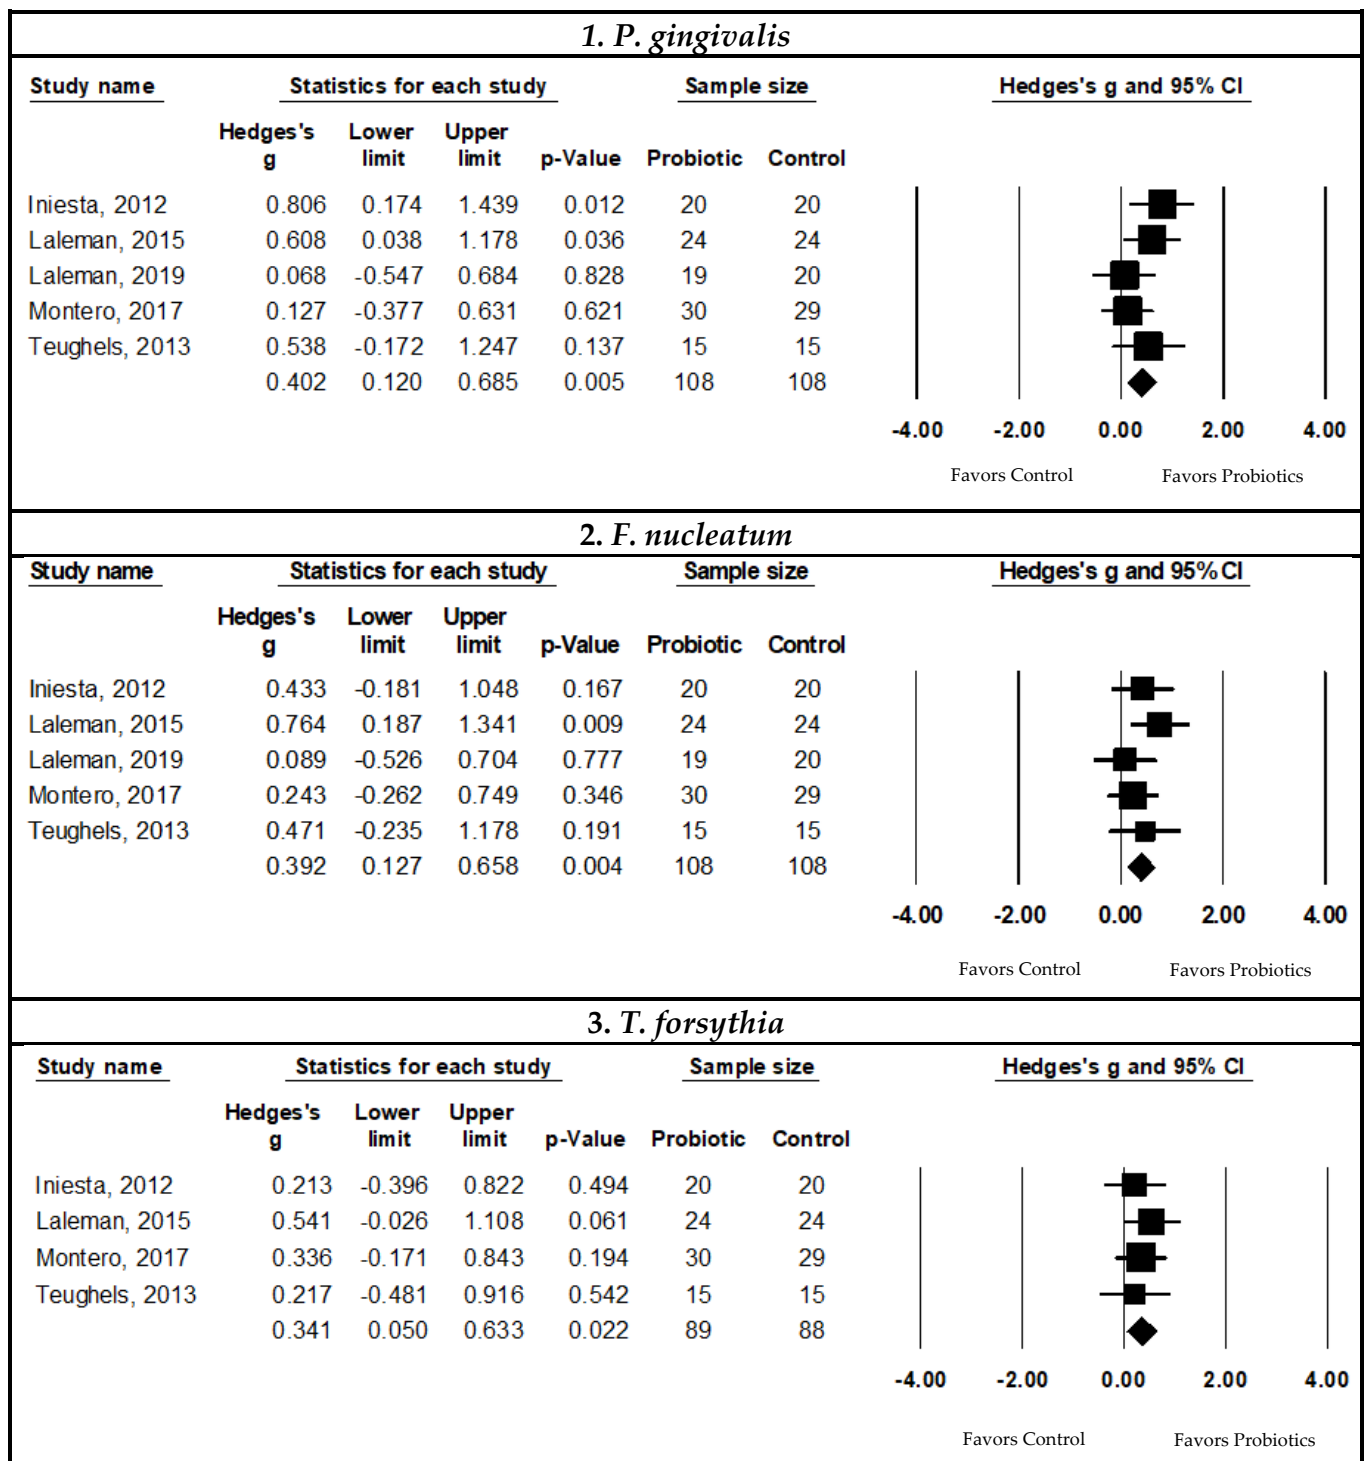 1. P. gingivalis
Study name Statistics for each study Sample size Hedges's g and 95% CI
Hedges's Lower Upper
g limit limit p-Value Probiotic Control
Iniesta, 2012 0.806 0.174 1.439 0.012 20 20
Laleman, 2015 0.608 0.038 1.178 0.036 24 24
Laleman, 2019 0.068 -0.547 0.684 0.828 19 20
Montero, 2017 0.127 -0.377 0.631 0.621 30 29
Teughels, 2013 0.538 -0.172 1.247 0.137 15 15
0.402 0.120 0.685 0.005 108 108
-4.00 -2.00 0.00 2.00 4.00
Favors Control Favors Probiotics
2. F. nucleatum
Study name Statistics for each study Sample size Hedges's g and 95% CI
Hedges's Lower Upper
g limit limit p-Value Probiotic Control
Iniesta, 2012 0.433 -0.181 1.048 0.167 20 20
Laleman, 2015 0.764 0.187 1.341 0.009 24 24
Laleman, 2019 0.089 -0.526 0.704 0.777 19 20
Montero, 2017 0.243 -0.262 0.749 0.346 30 29
Teughels, 2013 0.471 -0.235 1.178 0.191 15 15
0.392 0.127 0.658 0.004 108 108
-4.00 -2.00 0.00 2.00 4.00
Favors Control Favors Probiotics
3. T. forsythia
Study name Statistics for each study Sample size Hedges's g and 95% CI
Hedges's Lower Upper
g limit limit p-Value Probiotic Control
Iniesta, 2012 0.213 -0.396 0.822 0.494 20 20
Laleman, 2015 0.541 -0.026 1.108 0.061 24 24
Montero, 2017 0.336 -0.171 0.843 0.194 30 29
Teughels, 2013 0.217 -0.481 0.916 0.542 15 15
0.341 0.050 0.633 0.022 89 88
-4.00 -2.00 0.00 2.00 4.00
Favors Control Favors Probiotics